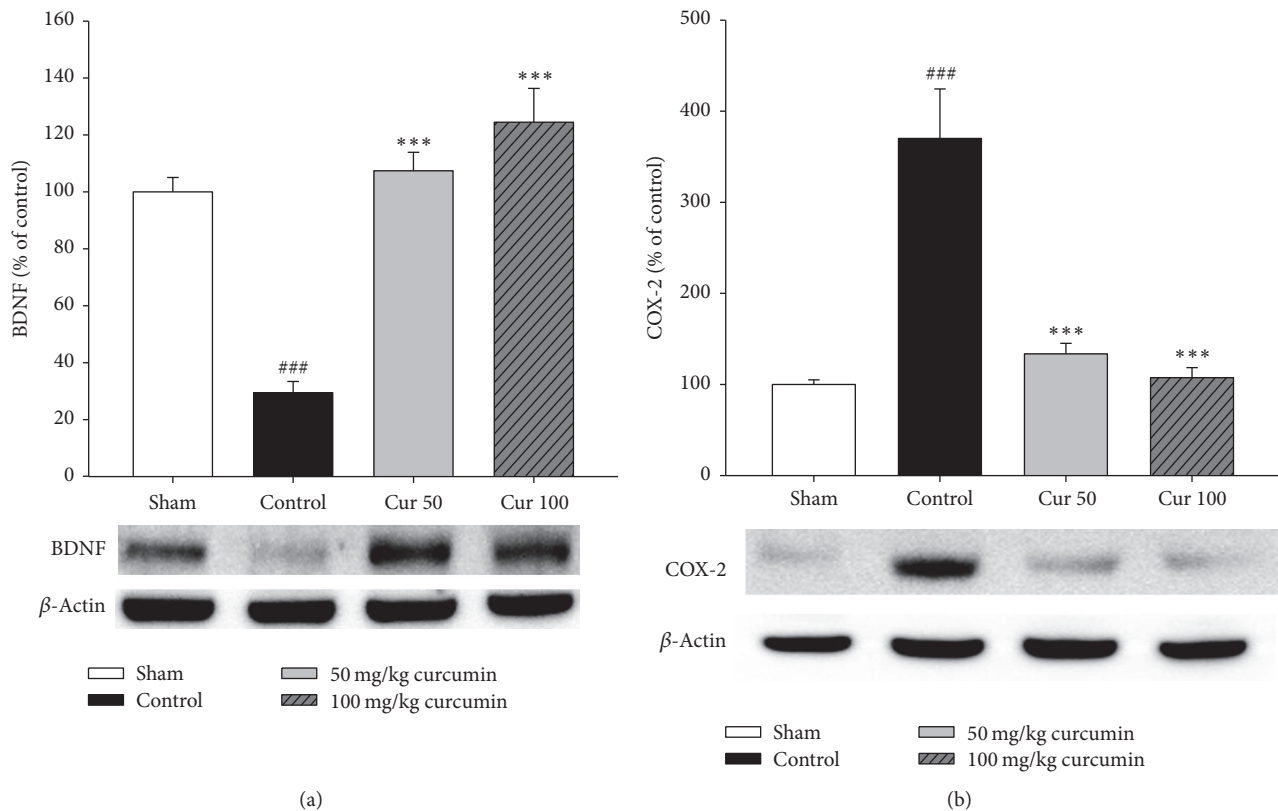 160
140
120
100
80
60
40
20
0
BDNF (% of control)
***
***
###
Sham Control Cur 50 Cur 100
BDNF
β-Actin
Sham 50 mg/kg curcumin
Control 100 mg/kg curcumin
(a)
500
400
300
200
100
0
COX-2 (% of control)
###
***
***
Sham Control Cur 50 Cur 100
COX-2
β-Actin
Sham 50 mg/kg curcumin
Control 100 mg/kg curcumin
(b)